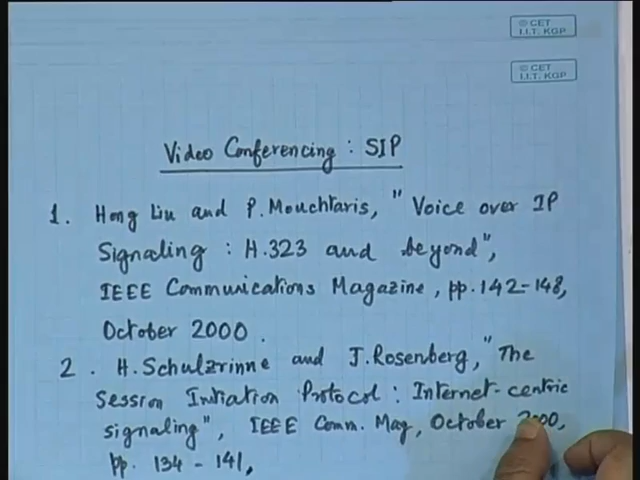 © CET
I.I.T. KGP
© CET
I.I.T. KGP
Video Conferencing : SIP
1. Hong Liu and P. Mouchtaris, "Voice over IP
Signaling : H.323 and beyond",
IEEE Communications Magazine, pp. 142-148,
October 2000.
2. H. Schulzrinne and J. Rosenberg, "The
Session Intiation Protocol: Internet-centric
signaling", IEEE Comm. Mag, October 2000,
pp. 134 - 141,